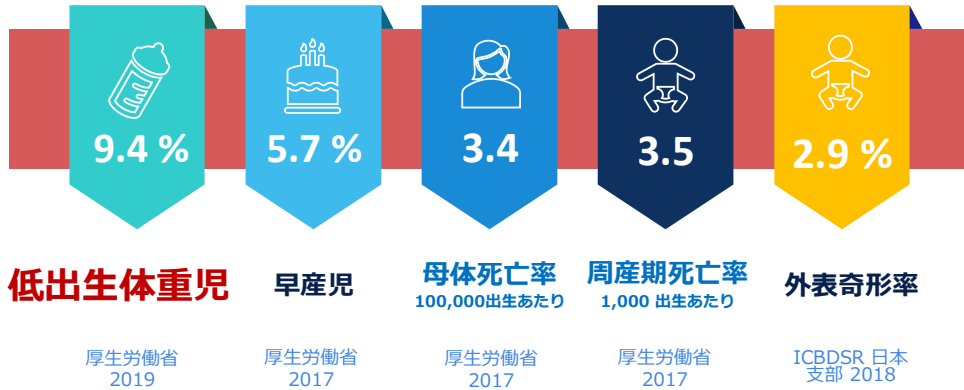 9.4 %
5.7 %
3.4
3.5
2.9 %
低出生体重児
早産児
母体死亡率
100,000出生あたり
周産期死亡率
1,000 出生あたり
外表奇形率
厚生労働省
2019
厚生労働省
2017
厚生労働省
2017
厚生労働省
2017
ICBDSR 日本
支部 2018